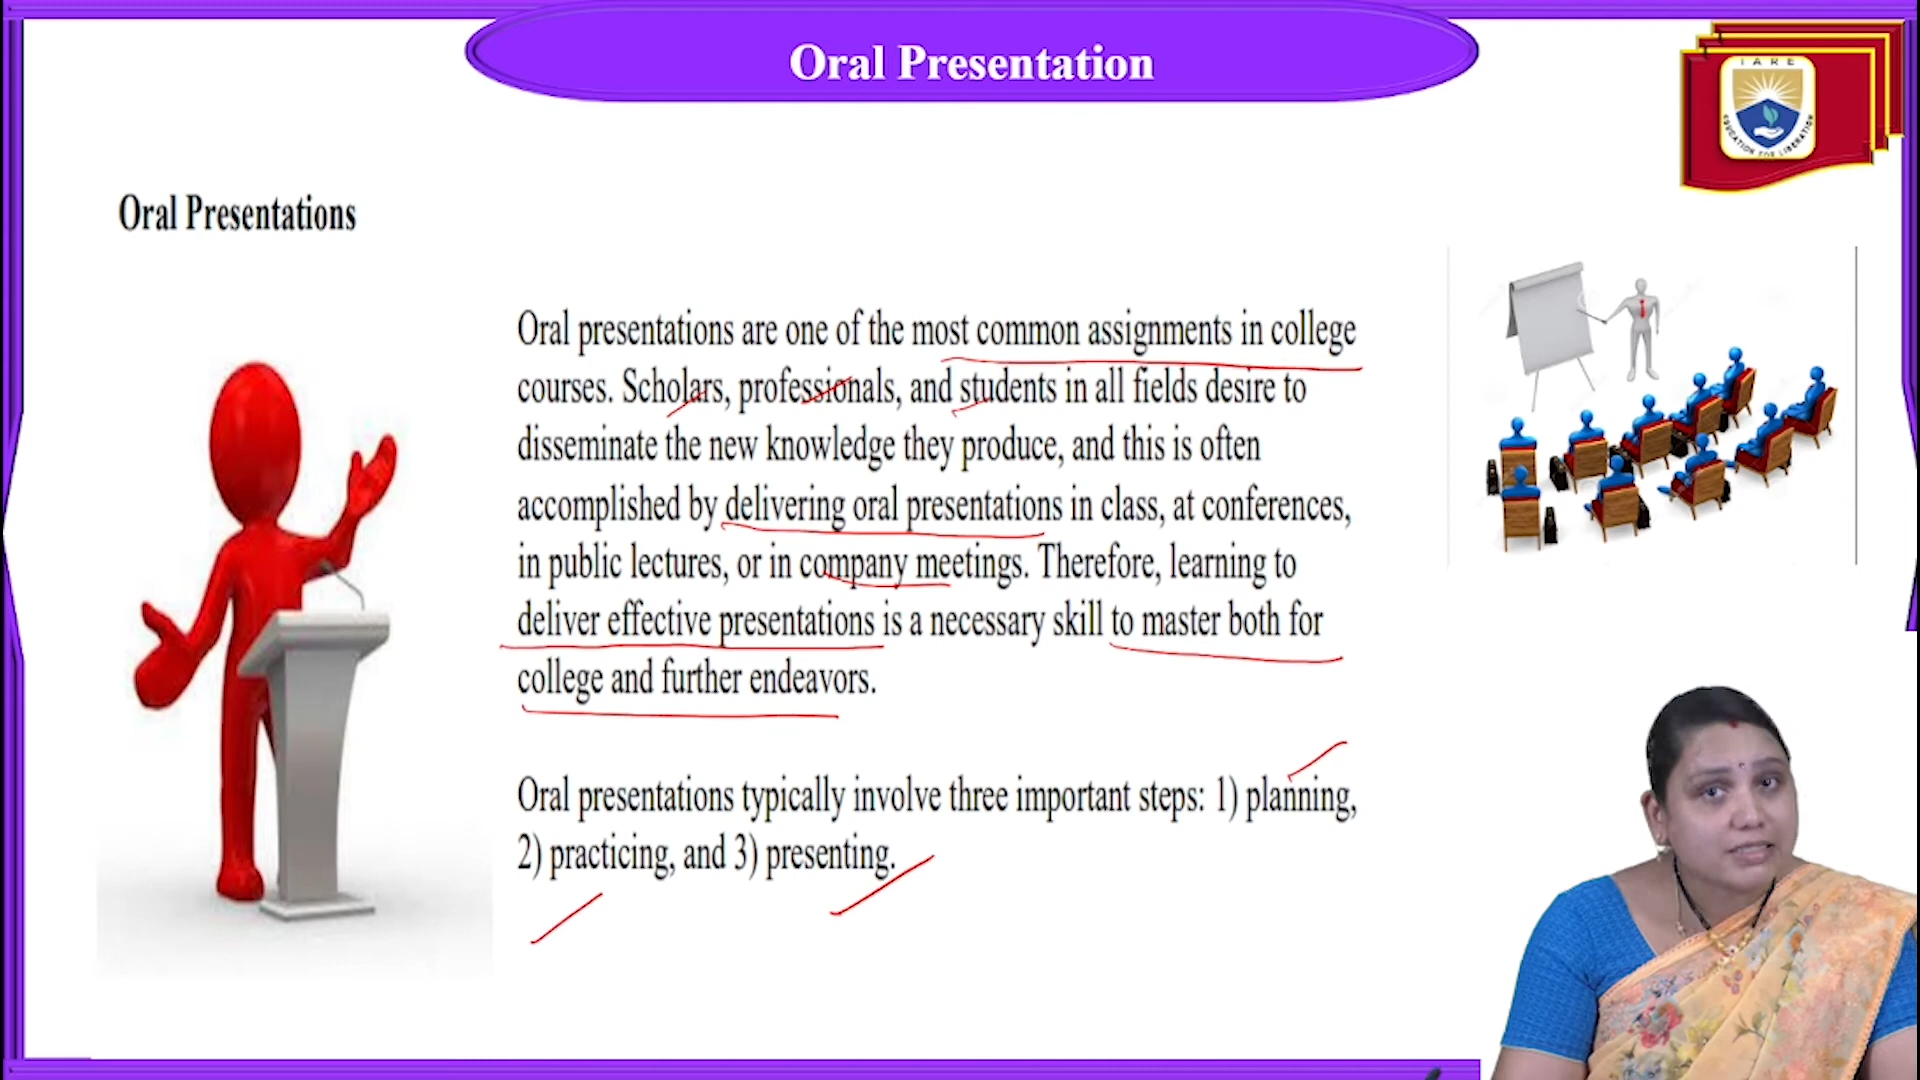 Oral Presentation
IARE
EDUCATION FOR LIBERATION
Oral Presentations
Oral presentations are one of the most common assignments in college
courses. Scholars, professionals, and students in all fields desire to
disseminate the new knowledge they produce, and this is often
accomplished by delivering oral presentations in class, at conferences,
in public lectures, or in company meetings. Therefore, learning to
deliver effective presentations is a necessary skill to master both for
college and further endeavors.
Oral presentations typically involve three important steps: 1) planning,
2) practicing, and 3) presenting.